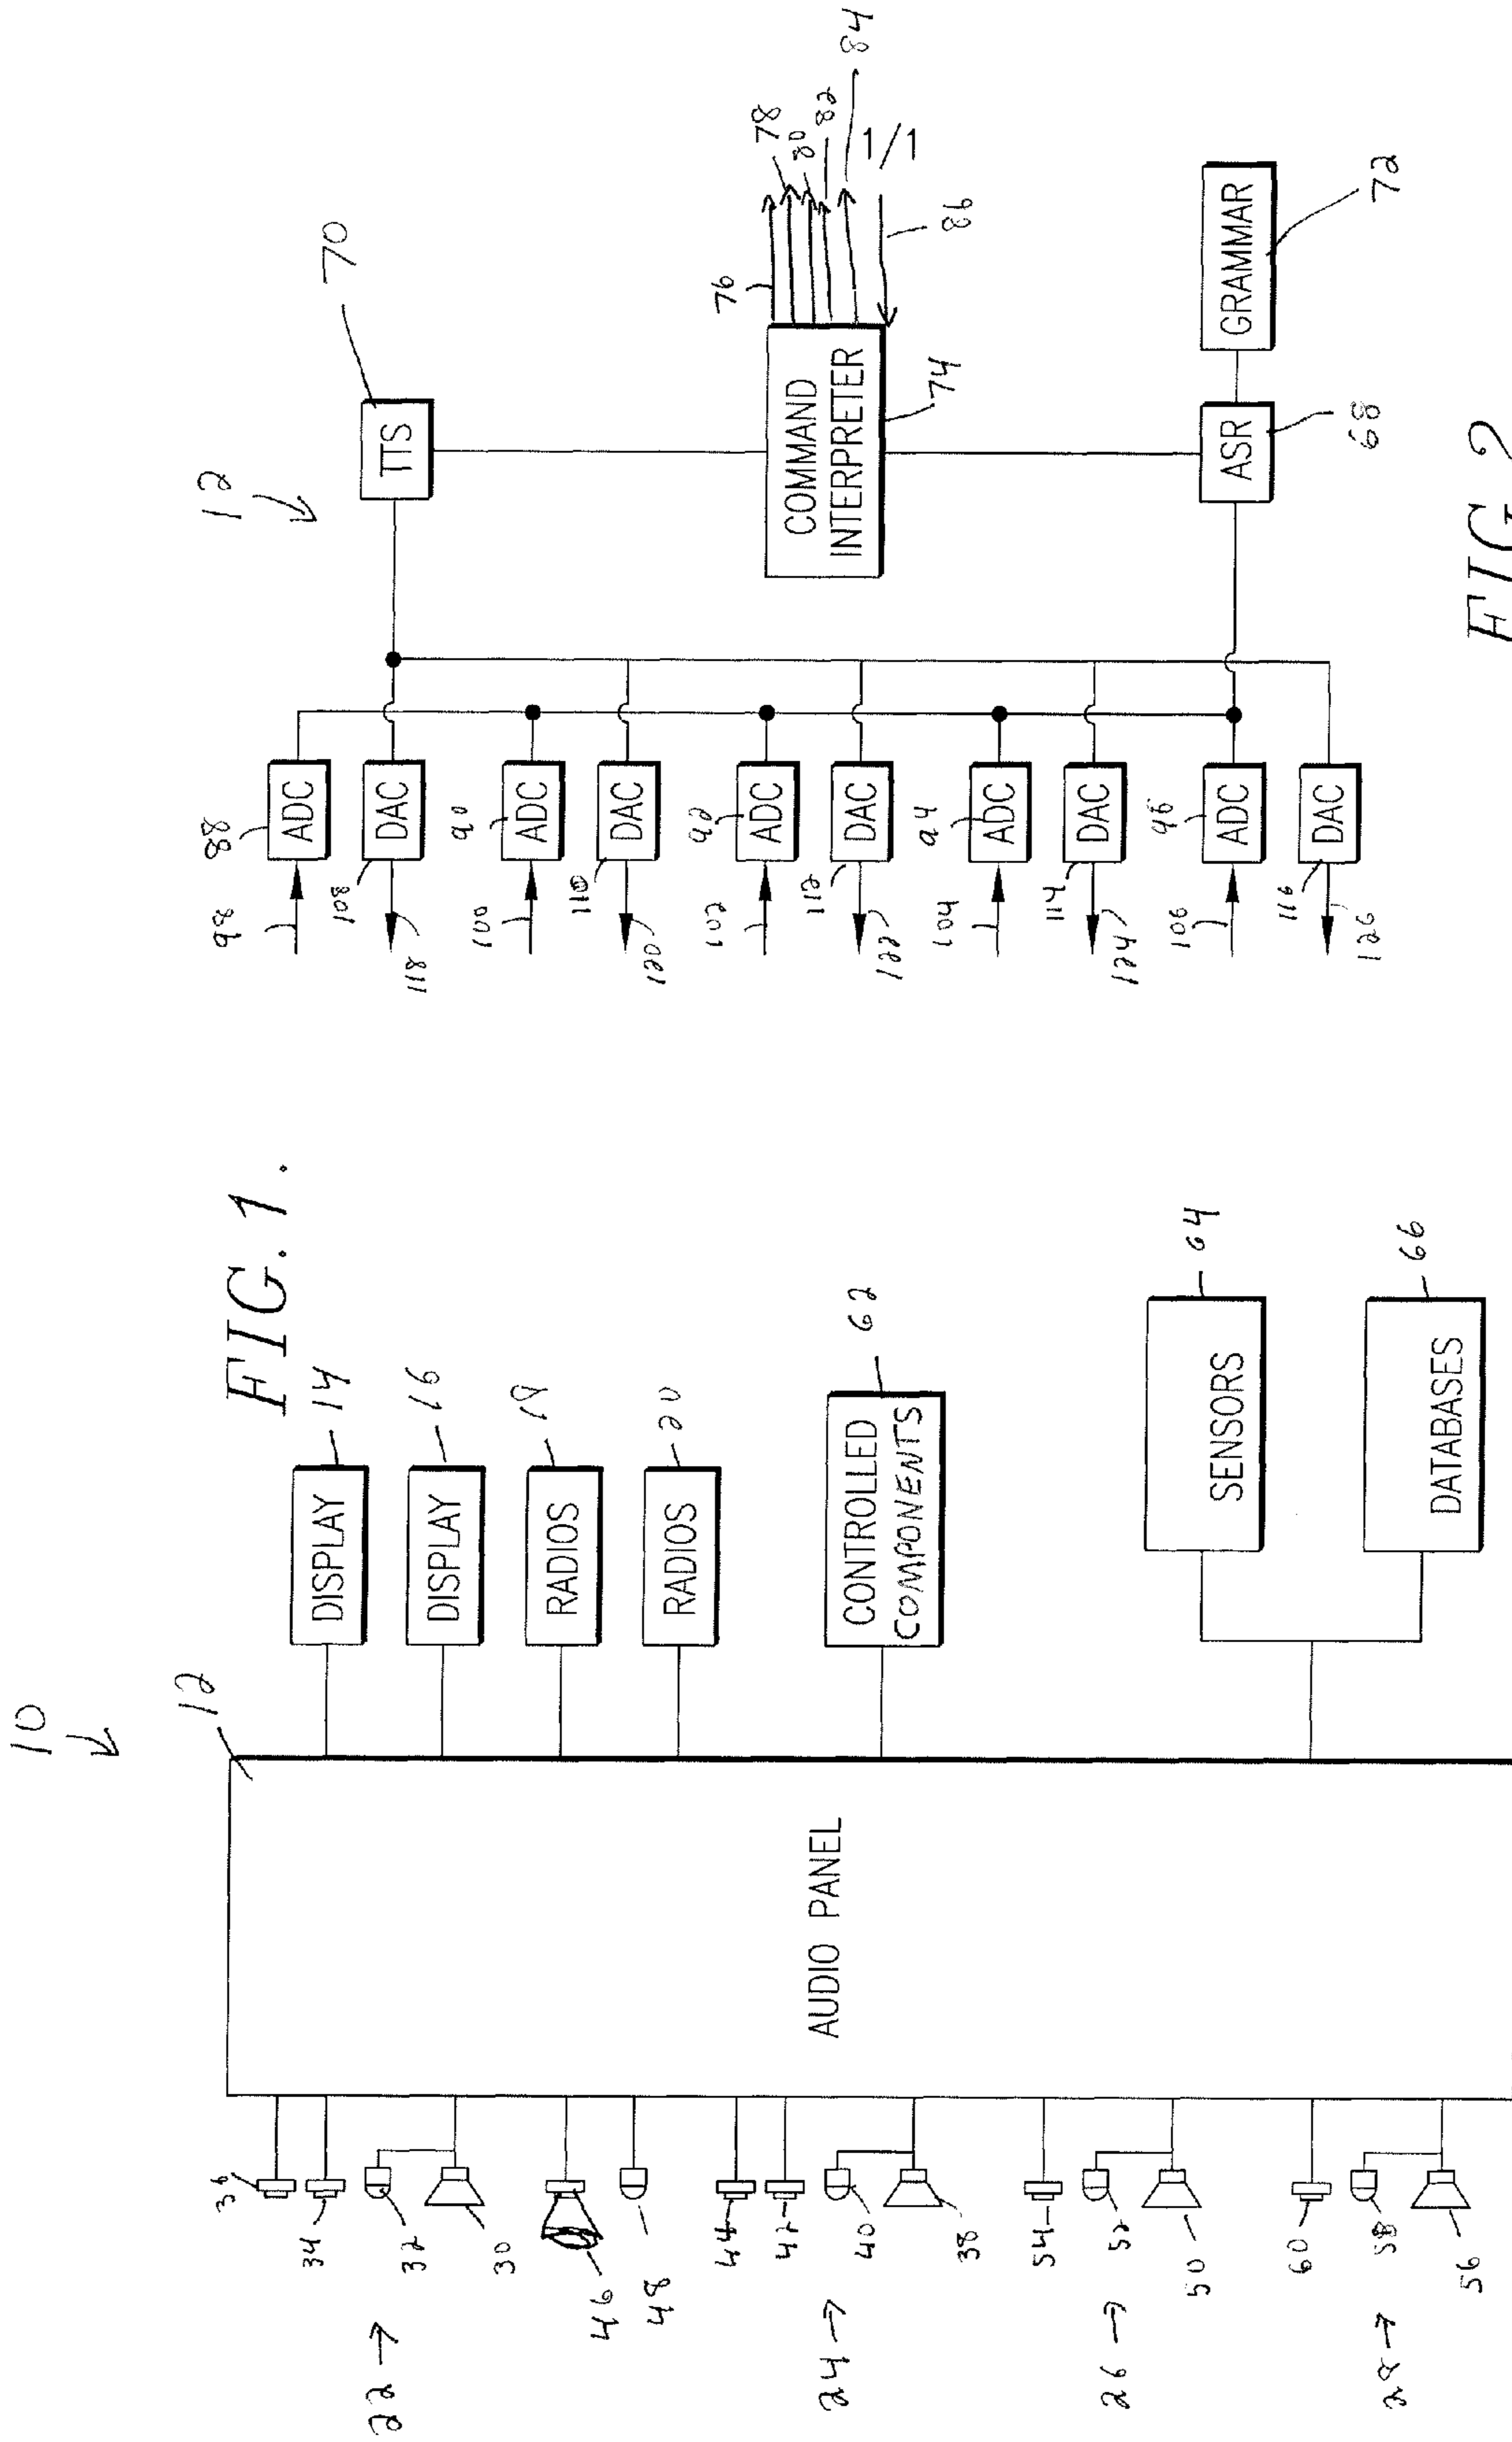 1/1
10
12
FIG. 1.
DISPLAY
14
DISPLAY
16
RADIOS
18
RADIOS
20
CONTROLLED
COMPONENTS
62
SENSORS
64
DATABASES
66
AUDIO PANEL
36
34
32
30
22
46
48
44
42
40
38
24
54
52
50
26
60
58
56
28
12
TTS
70
COMMAND
INTERPRETER
74
76
78
80
82
84
86
ASR
68
GRAMMAR
72
88
ADC
98
108
DAC
118
90
ADC
100
110
DAC
120
92
ADC
102
112
DAC
122
94
ADC
104
114
DAC
124
96
ADC
106
116
DAC
126
FIG 2